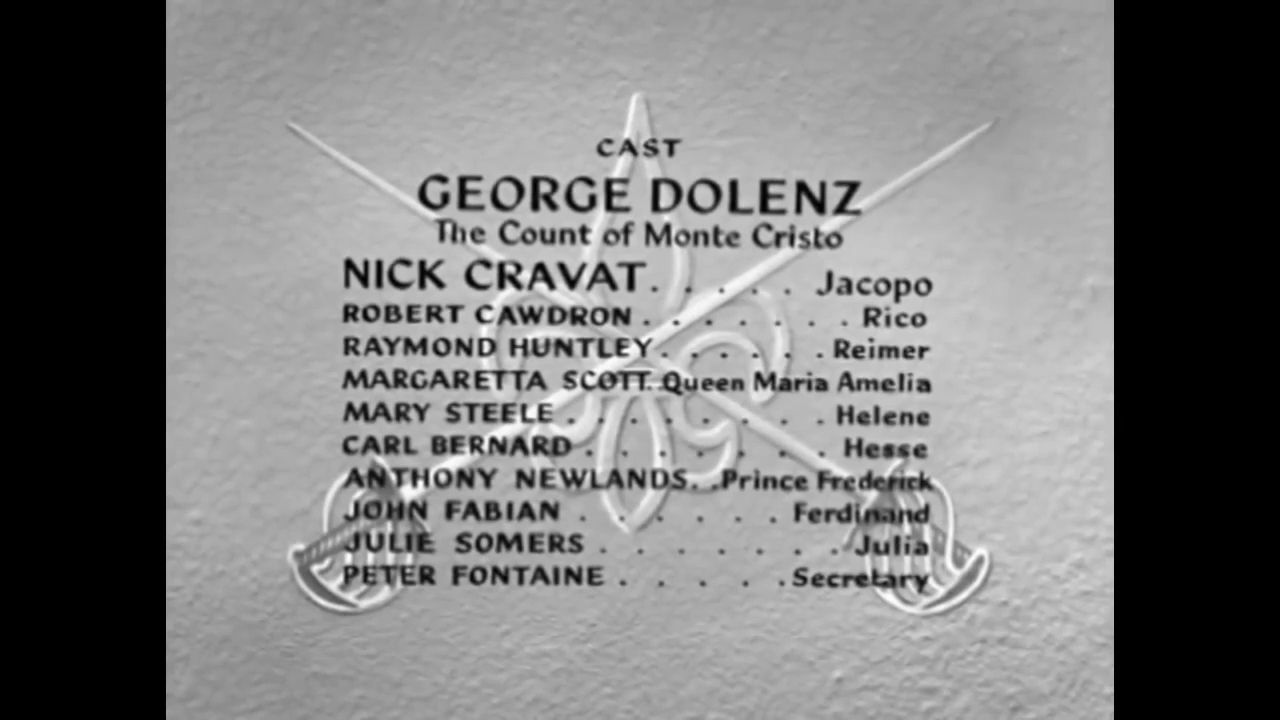 CAST
GEORGE DOLENZ
The Count of Monte Cristo
NICK CRAVAT. . . . . Jacopo
ROBERT CAWDRON . . . . . . . Rico
RAYMOND HUNTLEY. . . . . . Reimer
MARGARETTA SCOTT..Queen Maria Amelia
MARY STEELE . . . . . . . . Helene
CARL BERNARD . . . . . . . . Hesse
ANTHONY NEWLANDS. .Prince Frederick
JOHN FABIAN . . . . . . Ferdinand
JULIE SOMERS . . . . . . . Julia
PETER FONTAINE . . . . . Secretary